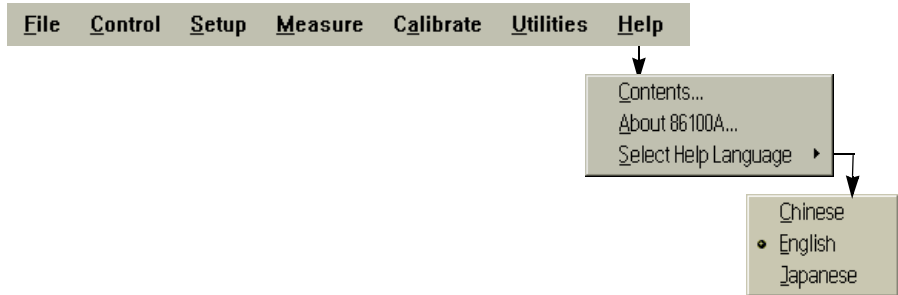 File Control Setup Measure Calibrate Utilities Help
Contents...
About 86100A...
Select Help Language
Chinese
English
Japanese